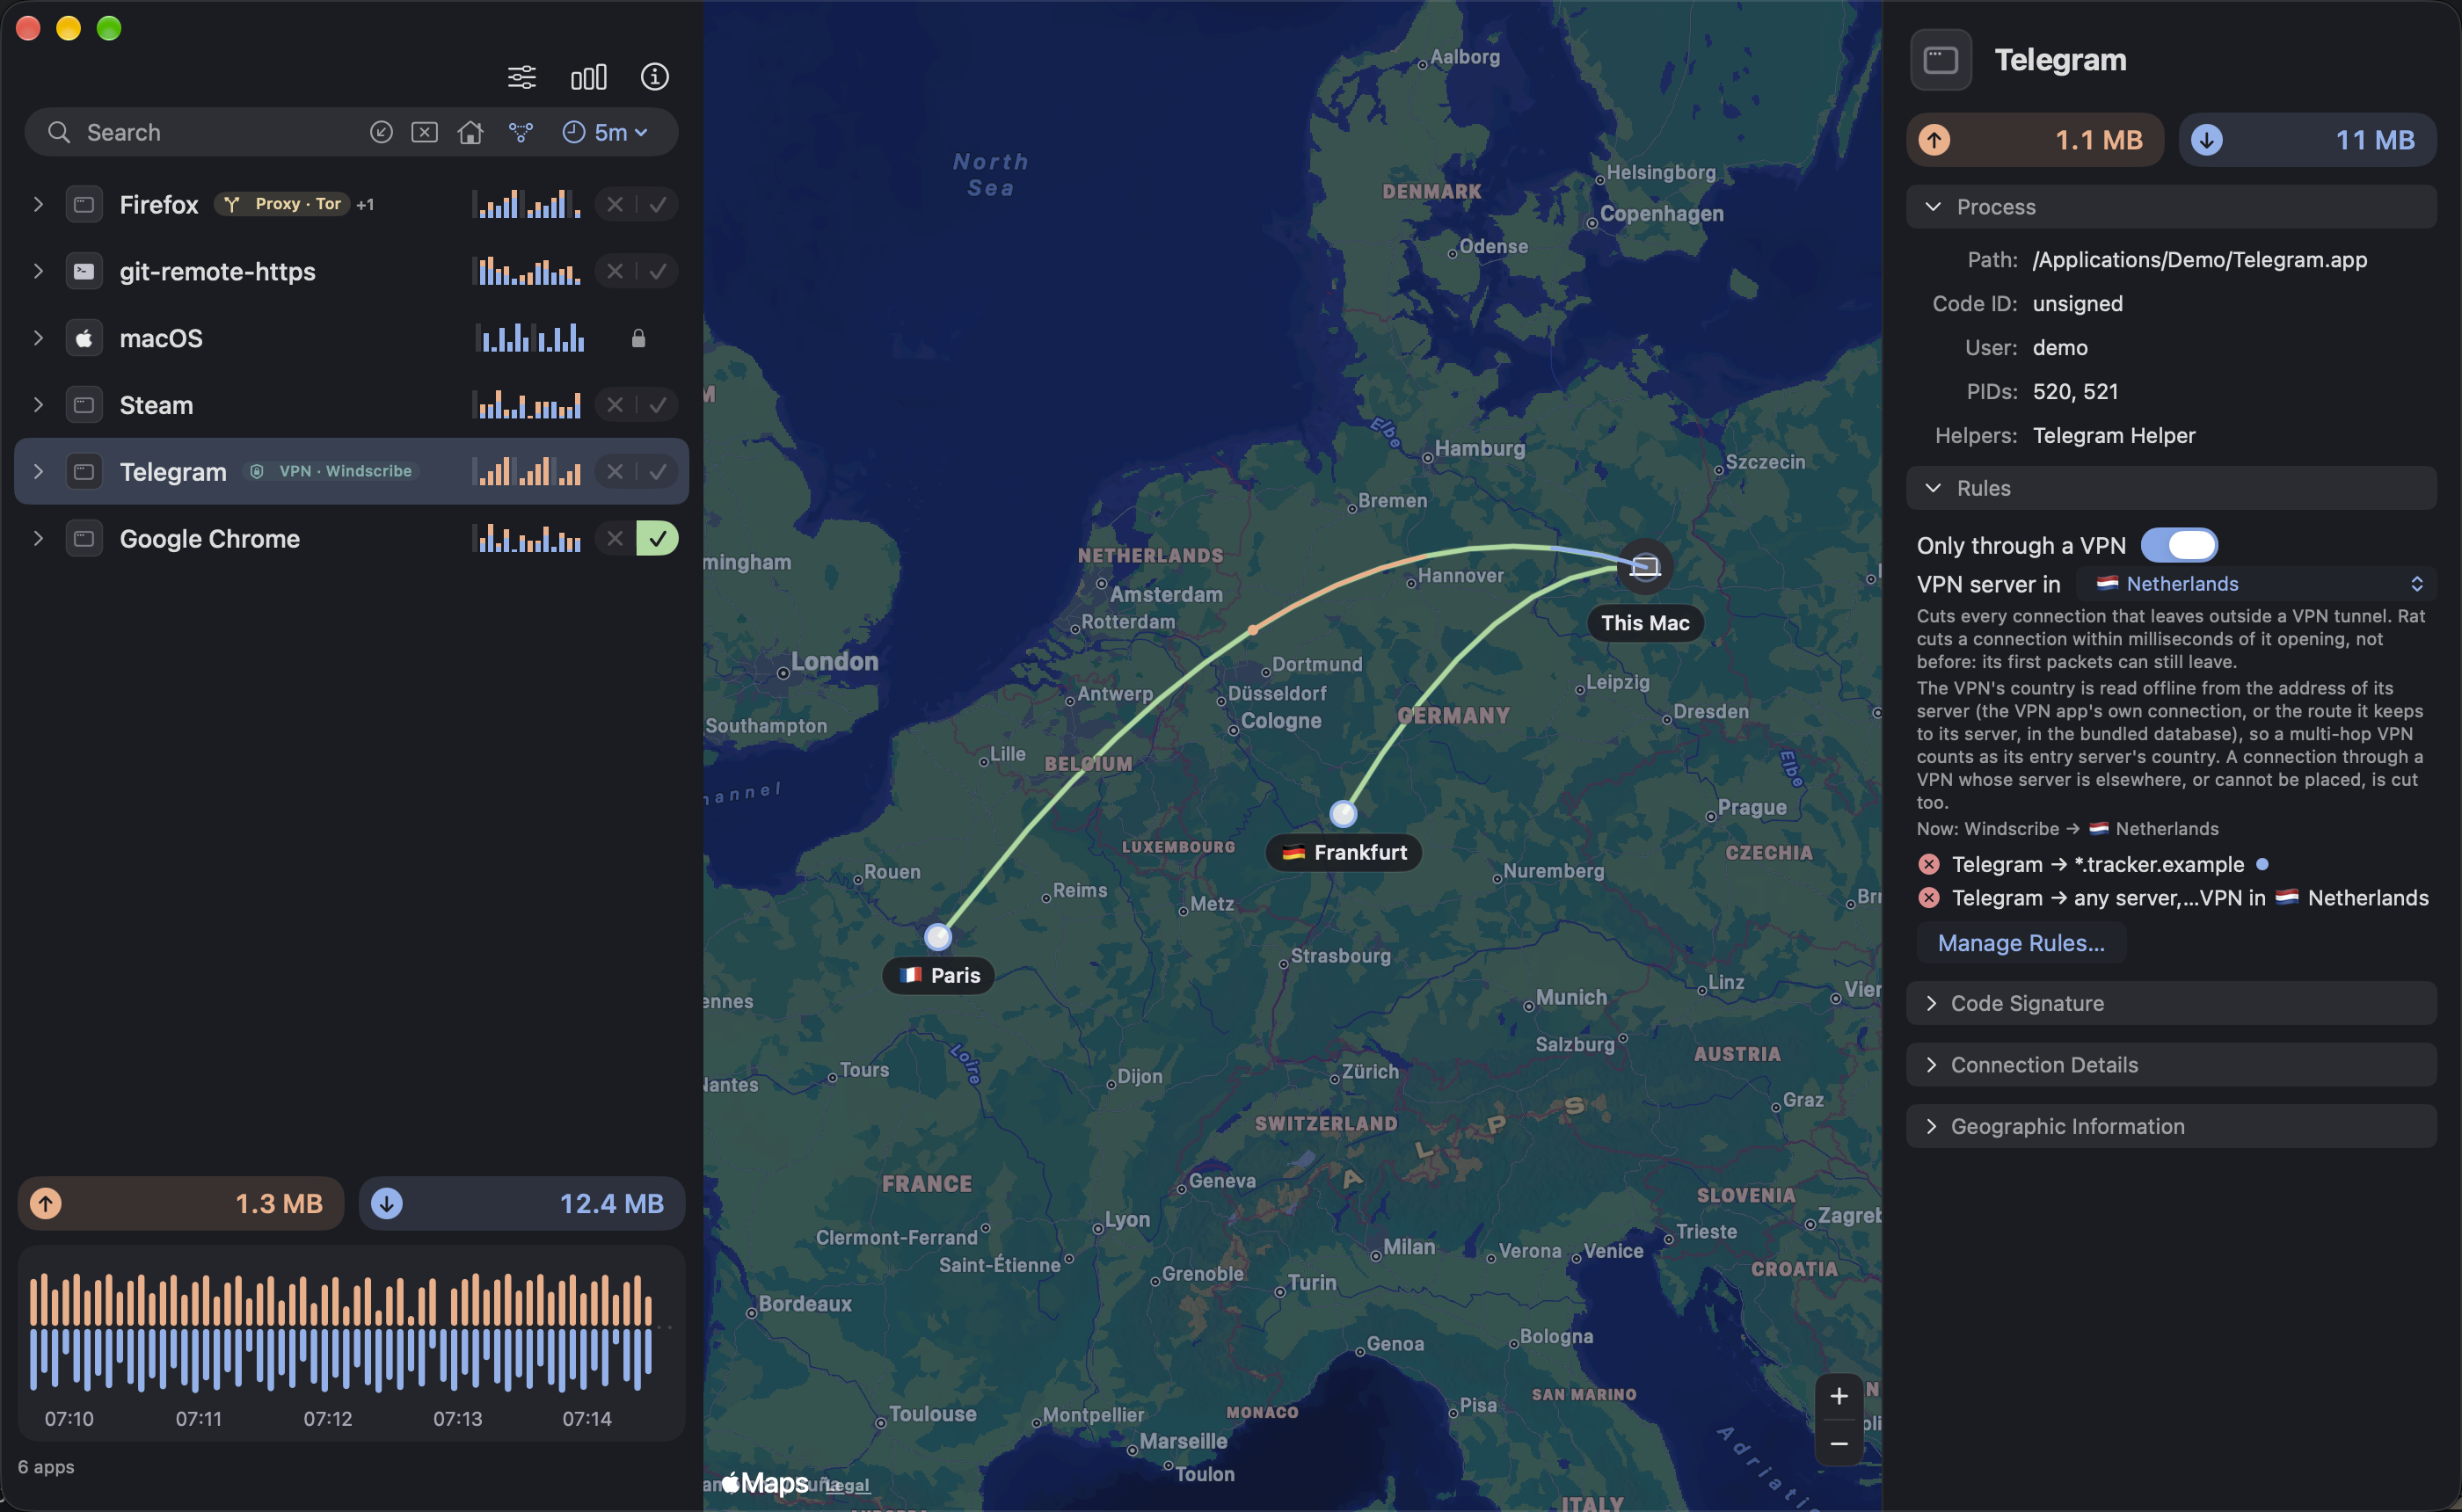 Search
5m
Firefox
Proxy · Tor
+1
git-remote-https
macOS
Steam
Telegram
VPN · Windscribe
Google Chrome
1.3 MB
12.4 MB
07:10
07:11
07:12
07:13
07:14
6 apps
Aalborg
North
Sea
Helsingborg
DENMARK
Copenhagen
Odense
Elbe
Hamburg
Szczecin
Bremen
mingham
NETHERLANDS
Hannover
Amsterdam
Rotterdam
This Mac
London
Dortmund
Antwerp
Düsseldorf
Leipzig
Southampton
Cologne
GERMANY
Dresden
Lille
BELGIUM
Elbe
hannel
Prague
LUXEMBOURG
Frankfurt
CZECHIA
Rouen
Reims
Nuremberg
Metz
Br
Paris
Strasbourg
ennes
Munich
Linz
Vien
Salzburg
AUSTRIA
Loire
Tours
Nantes
Dijon
Zürich
Graz
SWITZERLAND
ALPS
FRANCE
Geneva
SLOVENIA
Zagreb
Lyon
Clermont-Ferrand
Trieste
Saint-Étienne
Milan
Verona
Venice
Grenoble
CROATIA
Turin
Bordeaux
Bologna
Genoa
SAN MARINO
Pisa
Toulouse
Montpellier
MONACO
Marseille
Toulon
Adriatic
Maps
Legal
ITALY
Telegram
1.1 MB
11 MB
Process
Path: /Applications/Demo/Telegram.app
Code ID: unsigned
User: demo
PIDs: 520, 521
Helpers: Telegram Helper
Rules
Only through a VPN
VPN server in 🇳🇱 Netherlands
Cuts every connection that leaves outside a VPN tunnel. Rat
cuts a connection within milliseconds of it opening, not
before: its first packets can still leave.
The VPN's country is read offline from the address of its
server (the VPN app's own connection, or the route it keeps
to its server, in the bundled database), so a multi-hop VPN
counts as its entry server's country. A connection through a
VPN whose server is elsewhere, or cannot be placed, is cut
too.
Now: Windscribe → 🇳🇱 Netherlands
Telegram → *.tracker.example
Telegram → any server,...VPN in 🇳🇱 Netherlands
Manage Rules...
Code Signature
Connection Details
Geographic Information